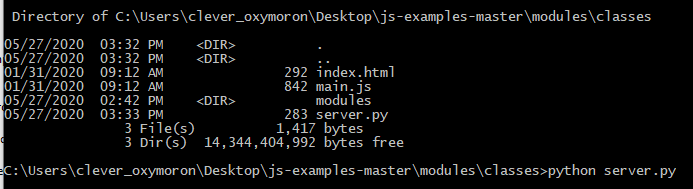 Directory of C:\Users\clever_oxymoron\Desktop\js-examples-master\modules\classes
05/27/2020  03:32 PM    <DIR>          .
05/27/2020  03:32 PM    <DIR>          ..
01/31/2020  09:12 AM               292 index.html
01/31/2020  09:12 AM               842 main.js
05/27/2020  02:42 PM    <DIR>          modules
05/27/2020  03:33 PM               283 server.py
3 File(s)          1,417 bytes
3 Dir(s)  14,344,404,992 bytes free
C:\Users\clever_oxymoron\Desktop\js-examples-master\modules\classes>python server.py